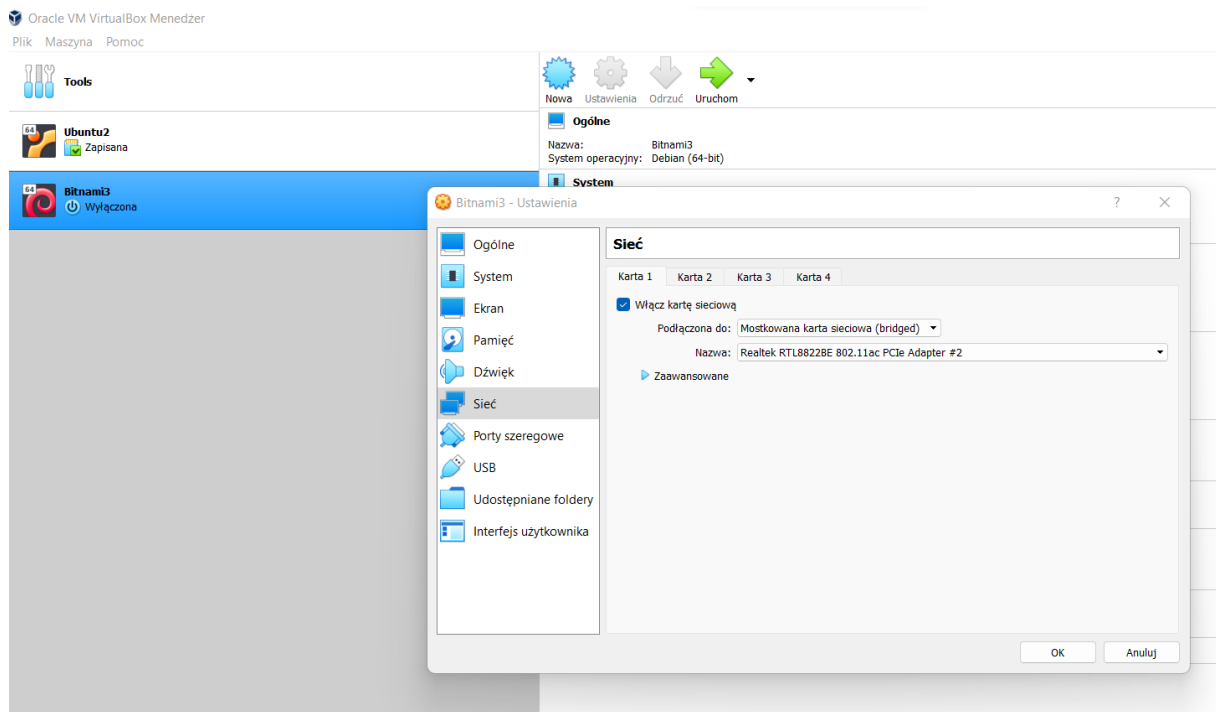 Oracle VM VirtualBox Menedżer
Plik Maszyna Pomoc
Tools
Nowa Ustawienia Odrzuć Uruchom
64
Ubuntu2
Zapisana
64
Bitnami3
Wyłączona
Ogólne
Nazwa: Bitnami3
System operacyjny: Debian (64-bit)
System
Bitnami3 - Ustawienia
?
Ogólne
System
Ekran
Pamięć
Dźwięk
Sieć
Porty szeregowe
USB
Udostępniane foldery
Interfejs użytkownika
Sieć
Karta 1 Karta 2 Karta 3 Karta 4
Włącz kartę sieciową
Podłączona do: Mostkowana karta sieciowa (bridged)
Nazwa: Realtek RTL8822BE 802.11ac PCIe Adapter #2
Zaawansowane
OK Anuluj